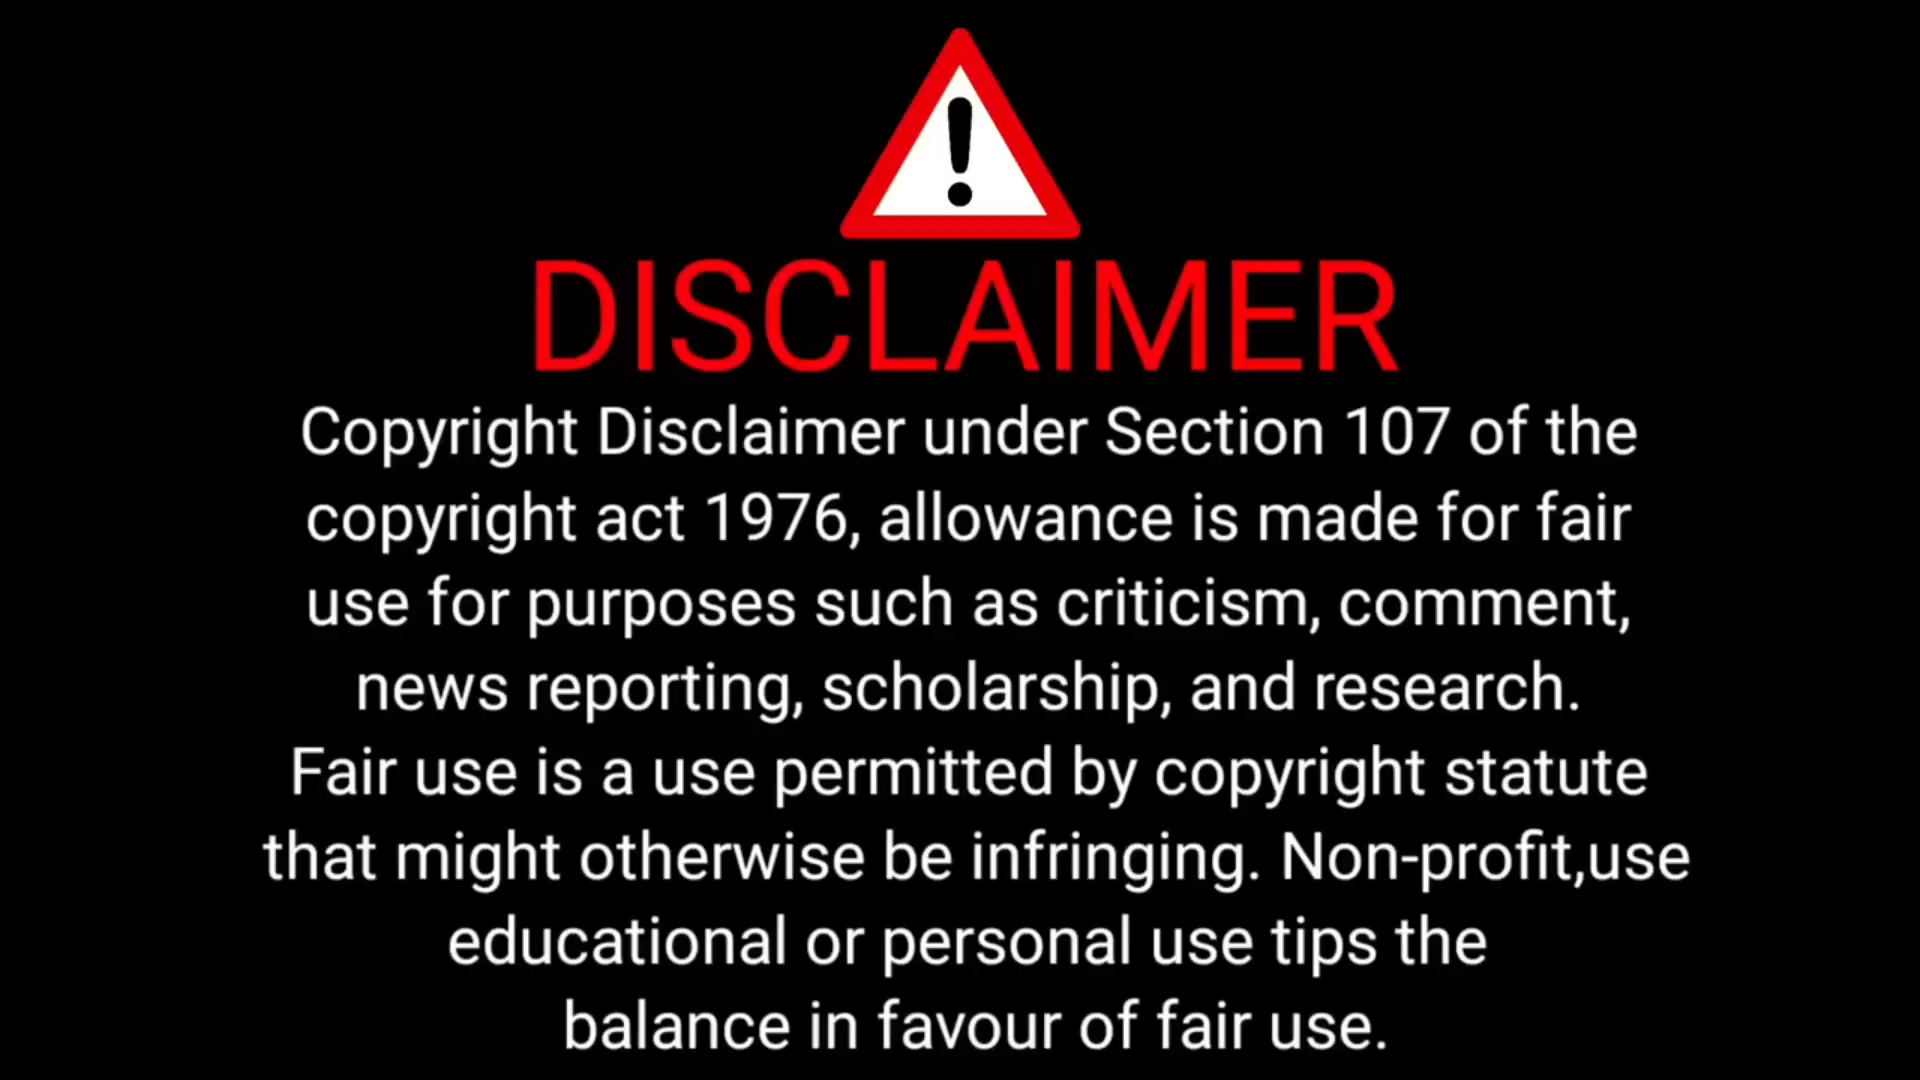 DISCLAIMER
Copyright Disclaimer under Section 107 of the
copyright act 1976, allowance is made for fair
use for purposes such as criticism, comment,
news reporting, scholarship, and research.
Fair use is a use permitted by copyright statute
that might otherwise be infringing. Non-profit,use
educational or personal use tips the
balance in favour of fair use.